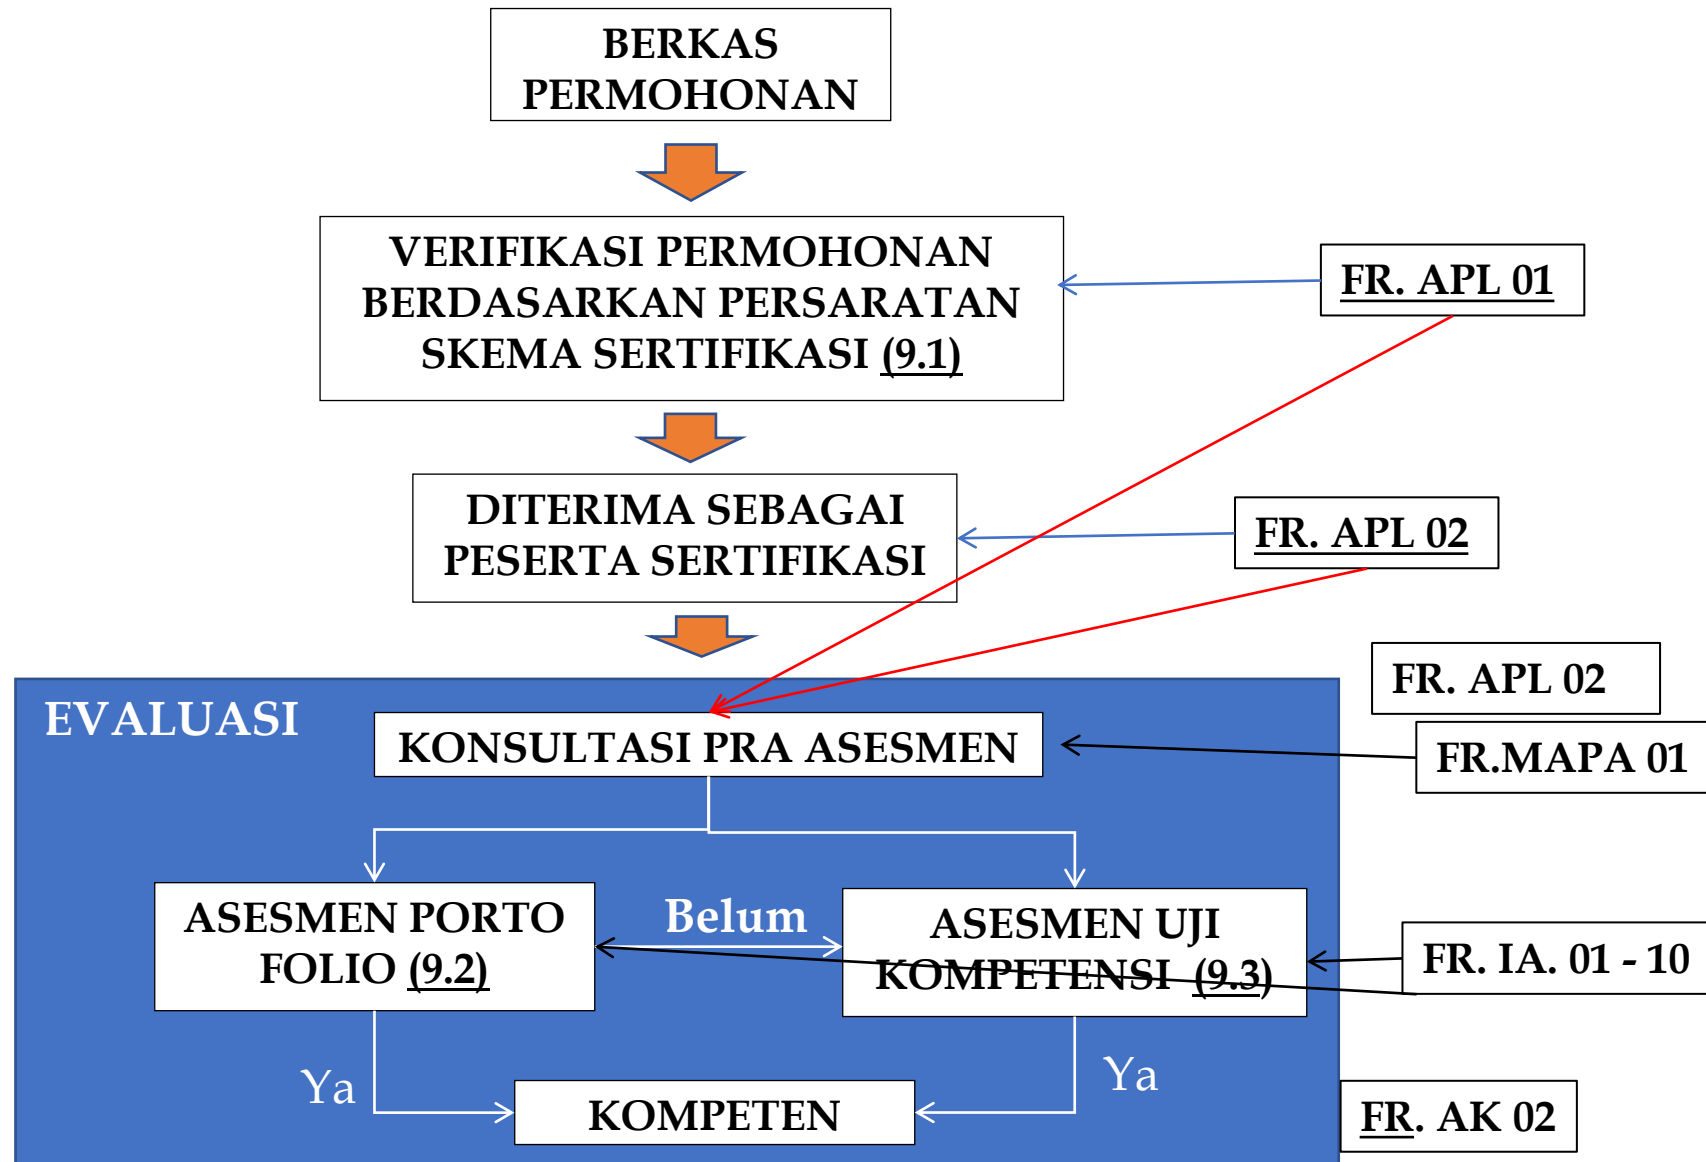 BERKAS
PERMOHONAN
VERIFIKASI PERMOHONAN
BERDASARKAN PERSARATAN
SKEMA SERTIFIKASI (9.1)
FR. APL 01
DITERIMA SEBAGAI
PESERTA SERTIFIKASI
FR. APL 02
FR. APL 02
EVALUASI
KONSULTASI PRA ASESMEN
FR.MAPA 01
ASESMEN PORTO
FOLIO (9.2)
Belum
ASESMEN UJI
KOMPETENSI (9.3)
FR. IA. 01 - 10
Ya
Ya
KOMPETEN
FR. AK 02